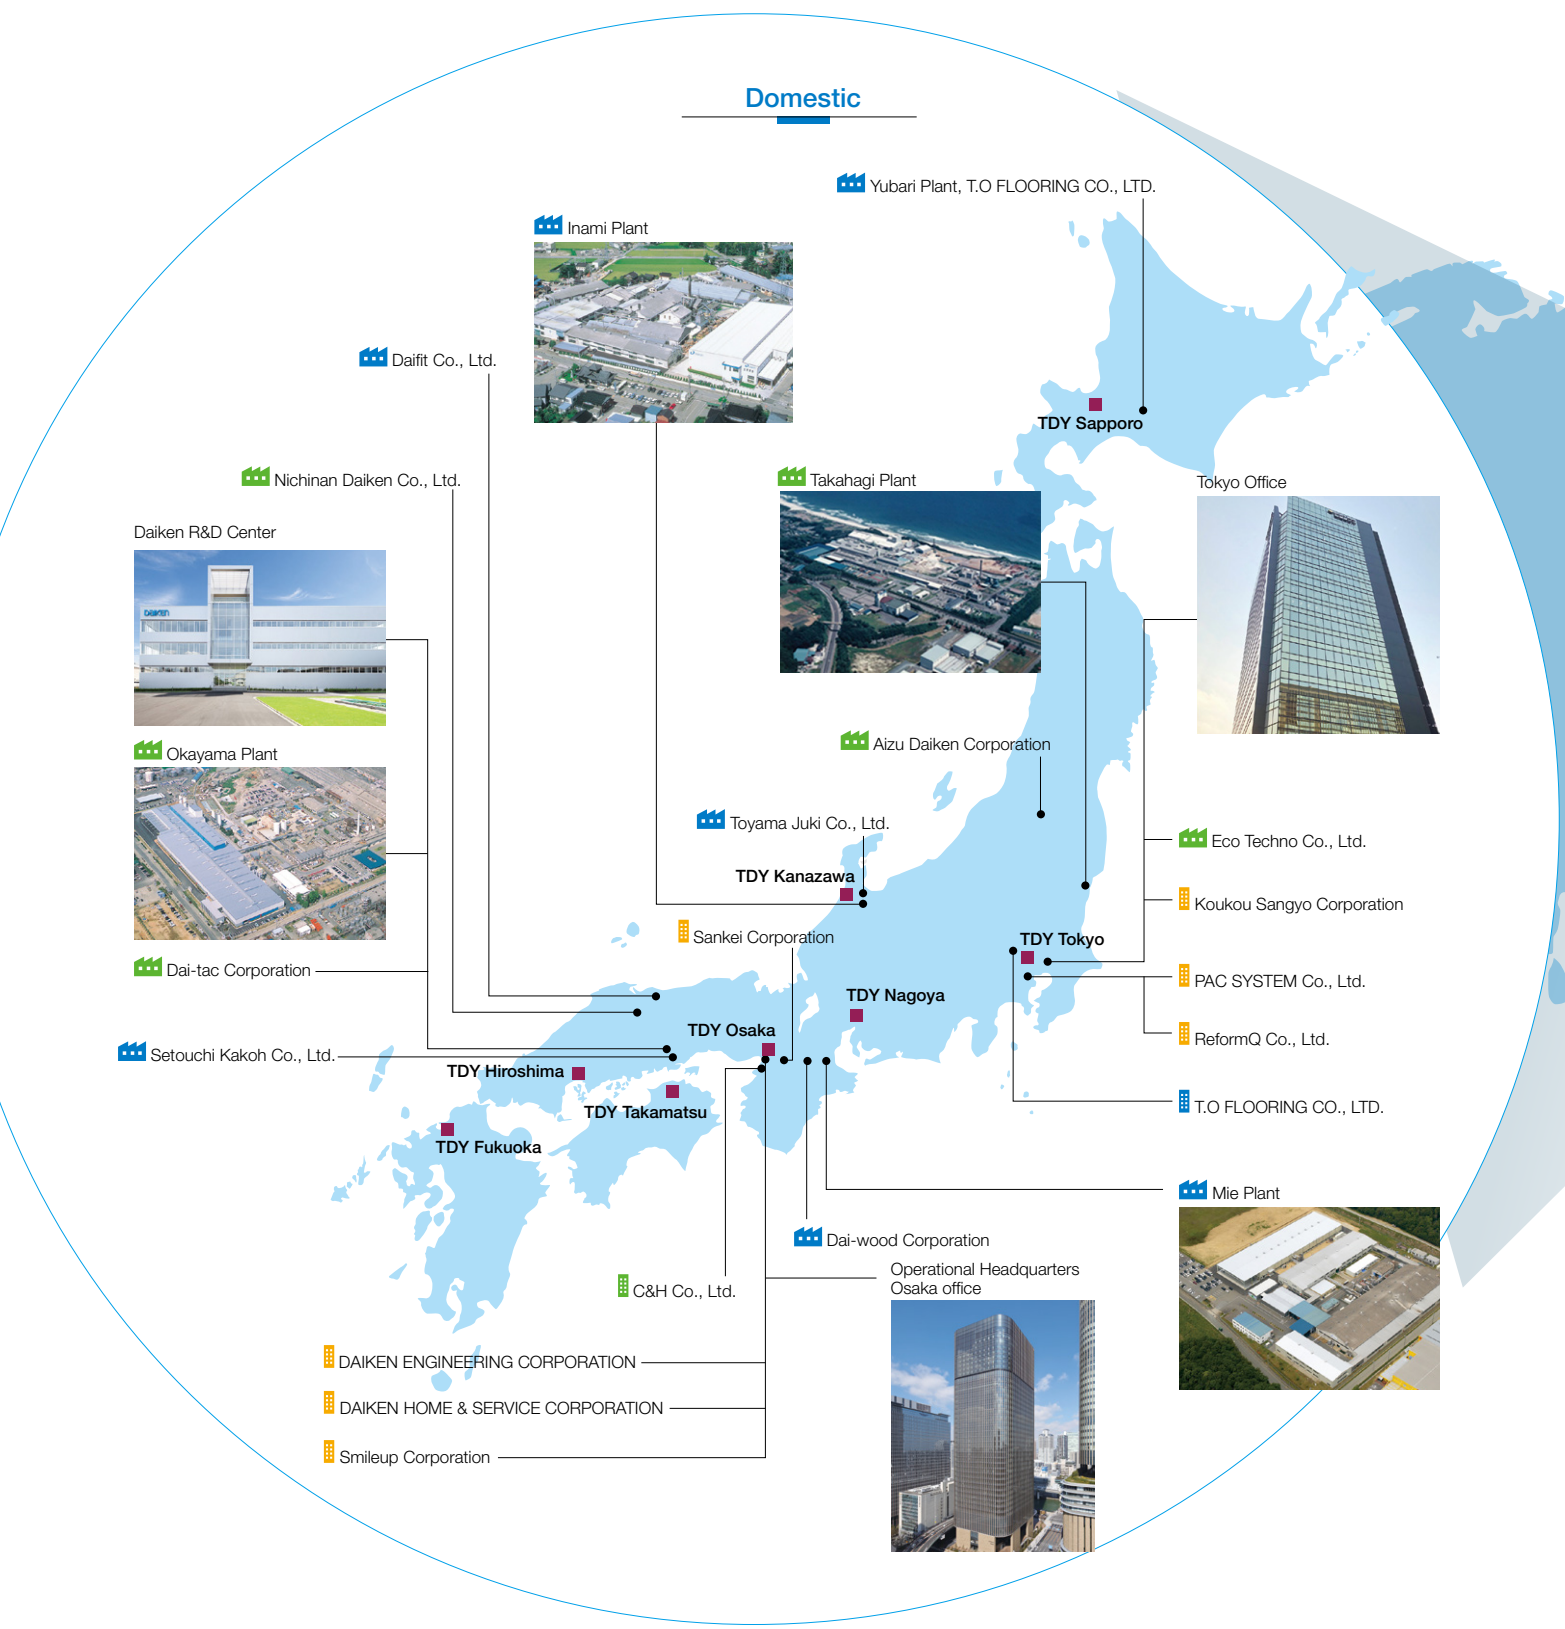 Domestic
Yubari Plant, T.O FLOORING CO., LTD.
Inami Plant
Daifit Co., Ltd.
TDY Sapporo
Nichinan Daiken Co., Ltd.
Takahagi Plant
Tokyo Office
Daiken R&D Center
DAIKEN
Okayama Plant
Aizu Daiken Corporation
Toyama Juki Co., Ltd.
Eco Techno Co., Ltd.
TDY Kanazawa
Koukou Sangyo Corporation
Sankei Corporation
TDY Tokyo
Dai-tac Corporation
PAC SYSTEM Co., Ltd.
TDY Nagoya
TDY Osaka
ReformQ Co., Ltd.
Setouchi Kakoh Co., Ltd.
TDY Hiroshima
TDY Takamatsu
T.O FLOORING CO., LTD.
TDY Fukuoka
Mie Plant
Dai-wood Corporation
Operational Headquarters
Osaka office
C&H Co., Ltd.
DAIKEN ENGINEERING CORPORATION
DAIKEN HOME & SERVICE CORPORATION
Smileup Corporation